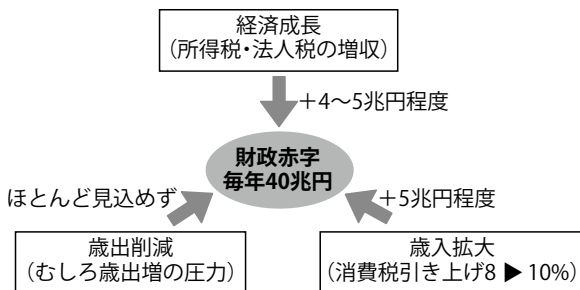 経済成長
（所得税・法人税の増収）
＋4〜5兆円程度
財政赤字
毎年40兆円
ほとんど見込めず
＋5兆円程度
歳出削減
（むしろ歳出増の圧力）
歳入拡大
（消費税引き上げ8 ▶ 10%）